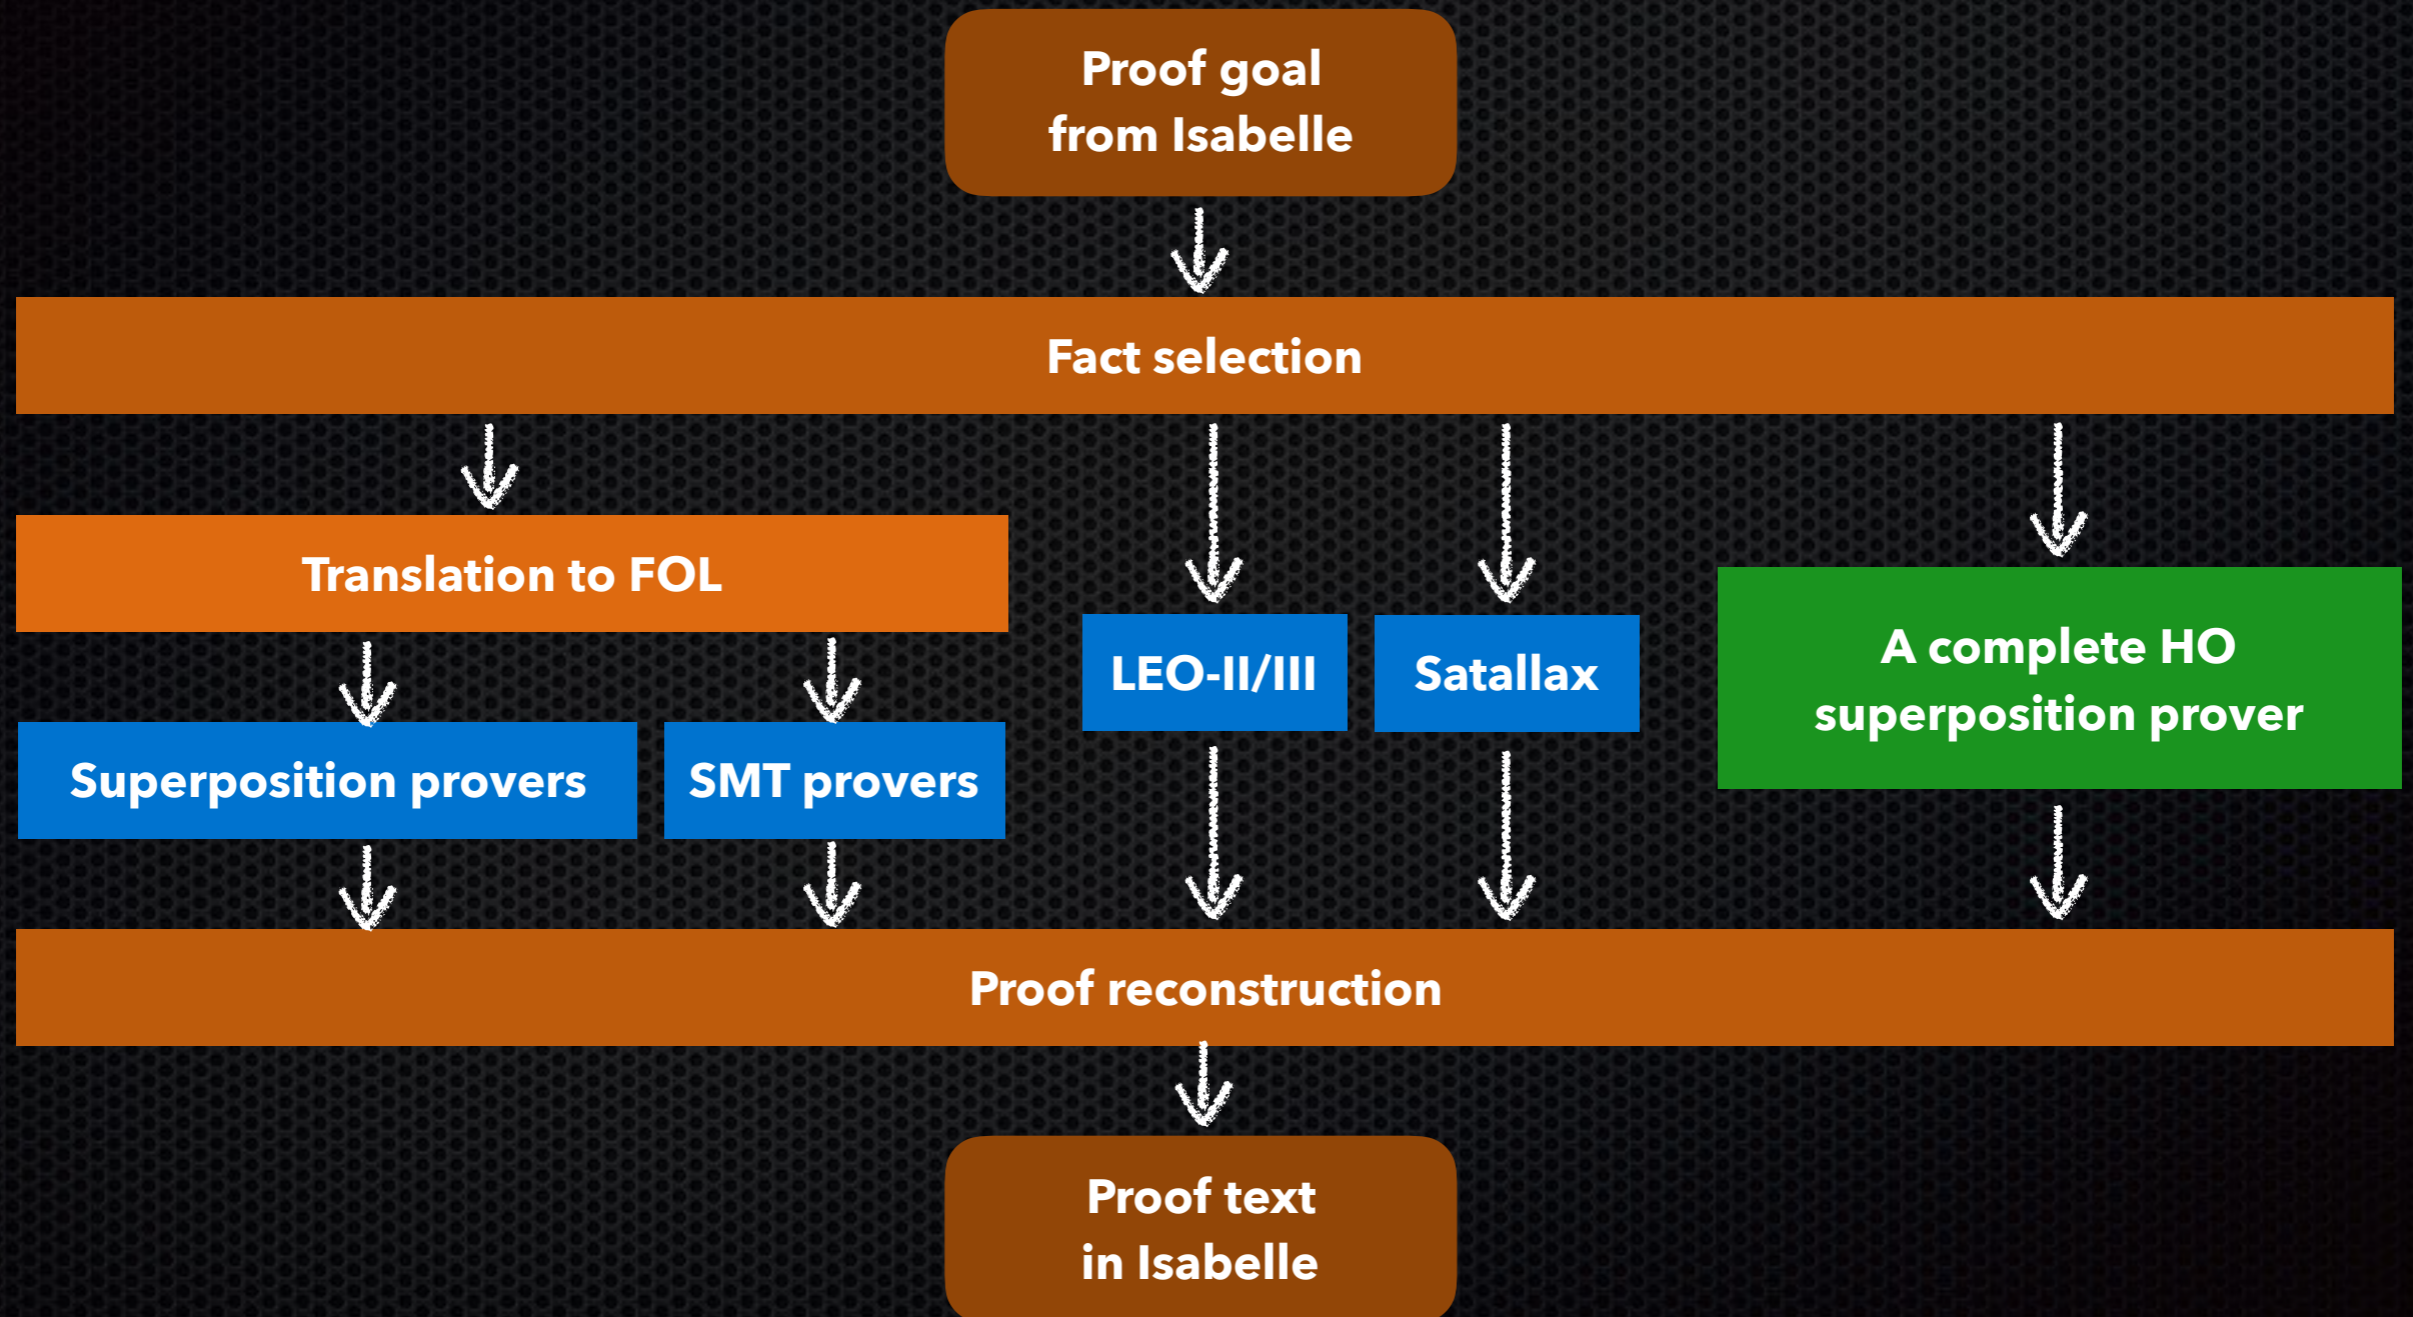 Proof goal
from Isabelle
Fact selection
Translation to FOL
LEO-II/III
Satallax
A complete HO
superposition prover
Superposition provers
SMT provers
Proof reconstruction
Proof text
in Isabelle